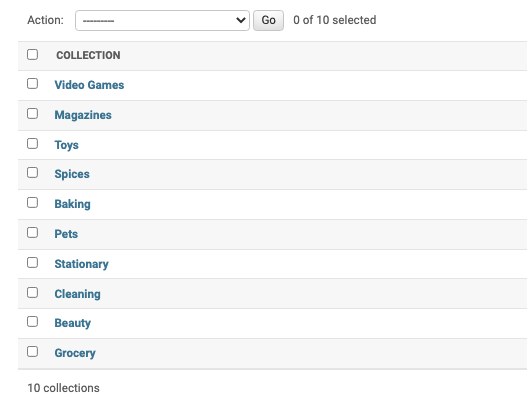 Action: --------- Go 0 of 10 selected
COLLECTION
Video Games
Magazines
Toys
Spices
Baking
Pets
Stationary
Cleaning
Beauty
Grocery
10 collections